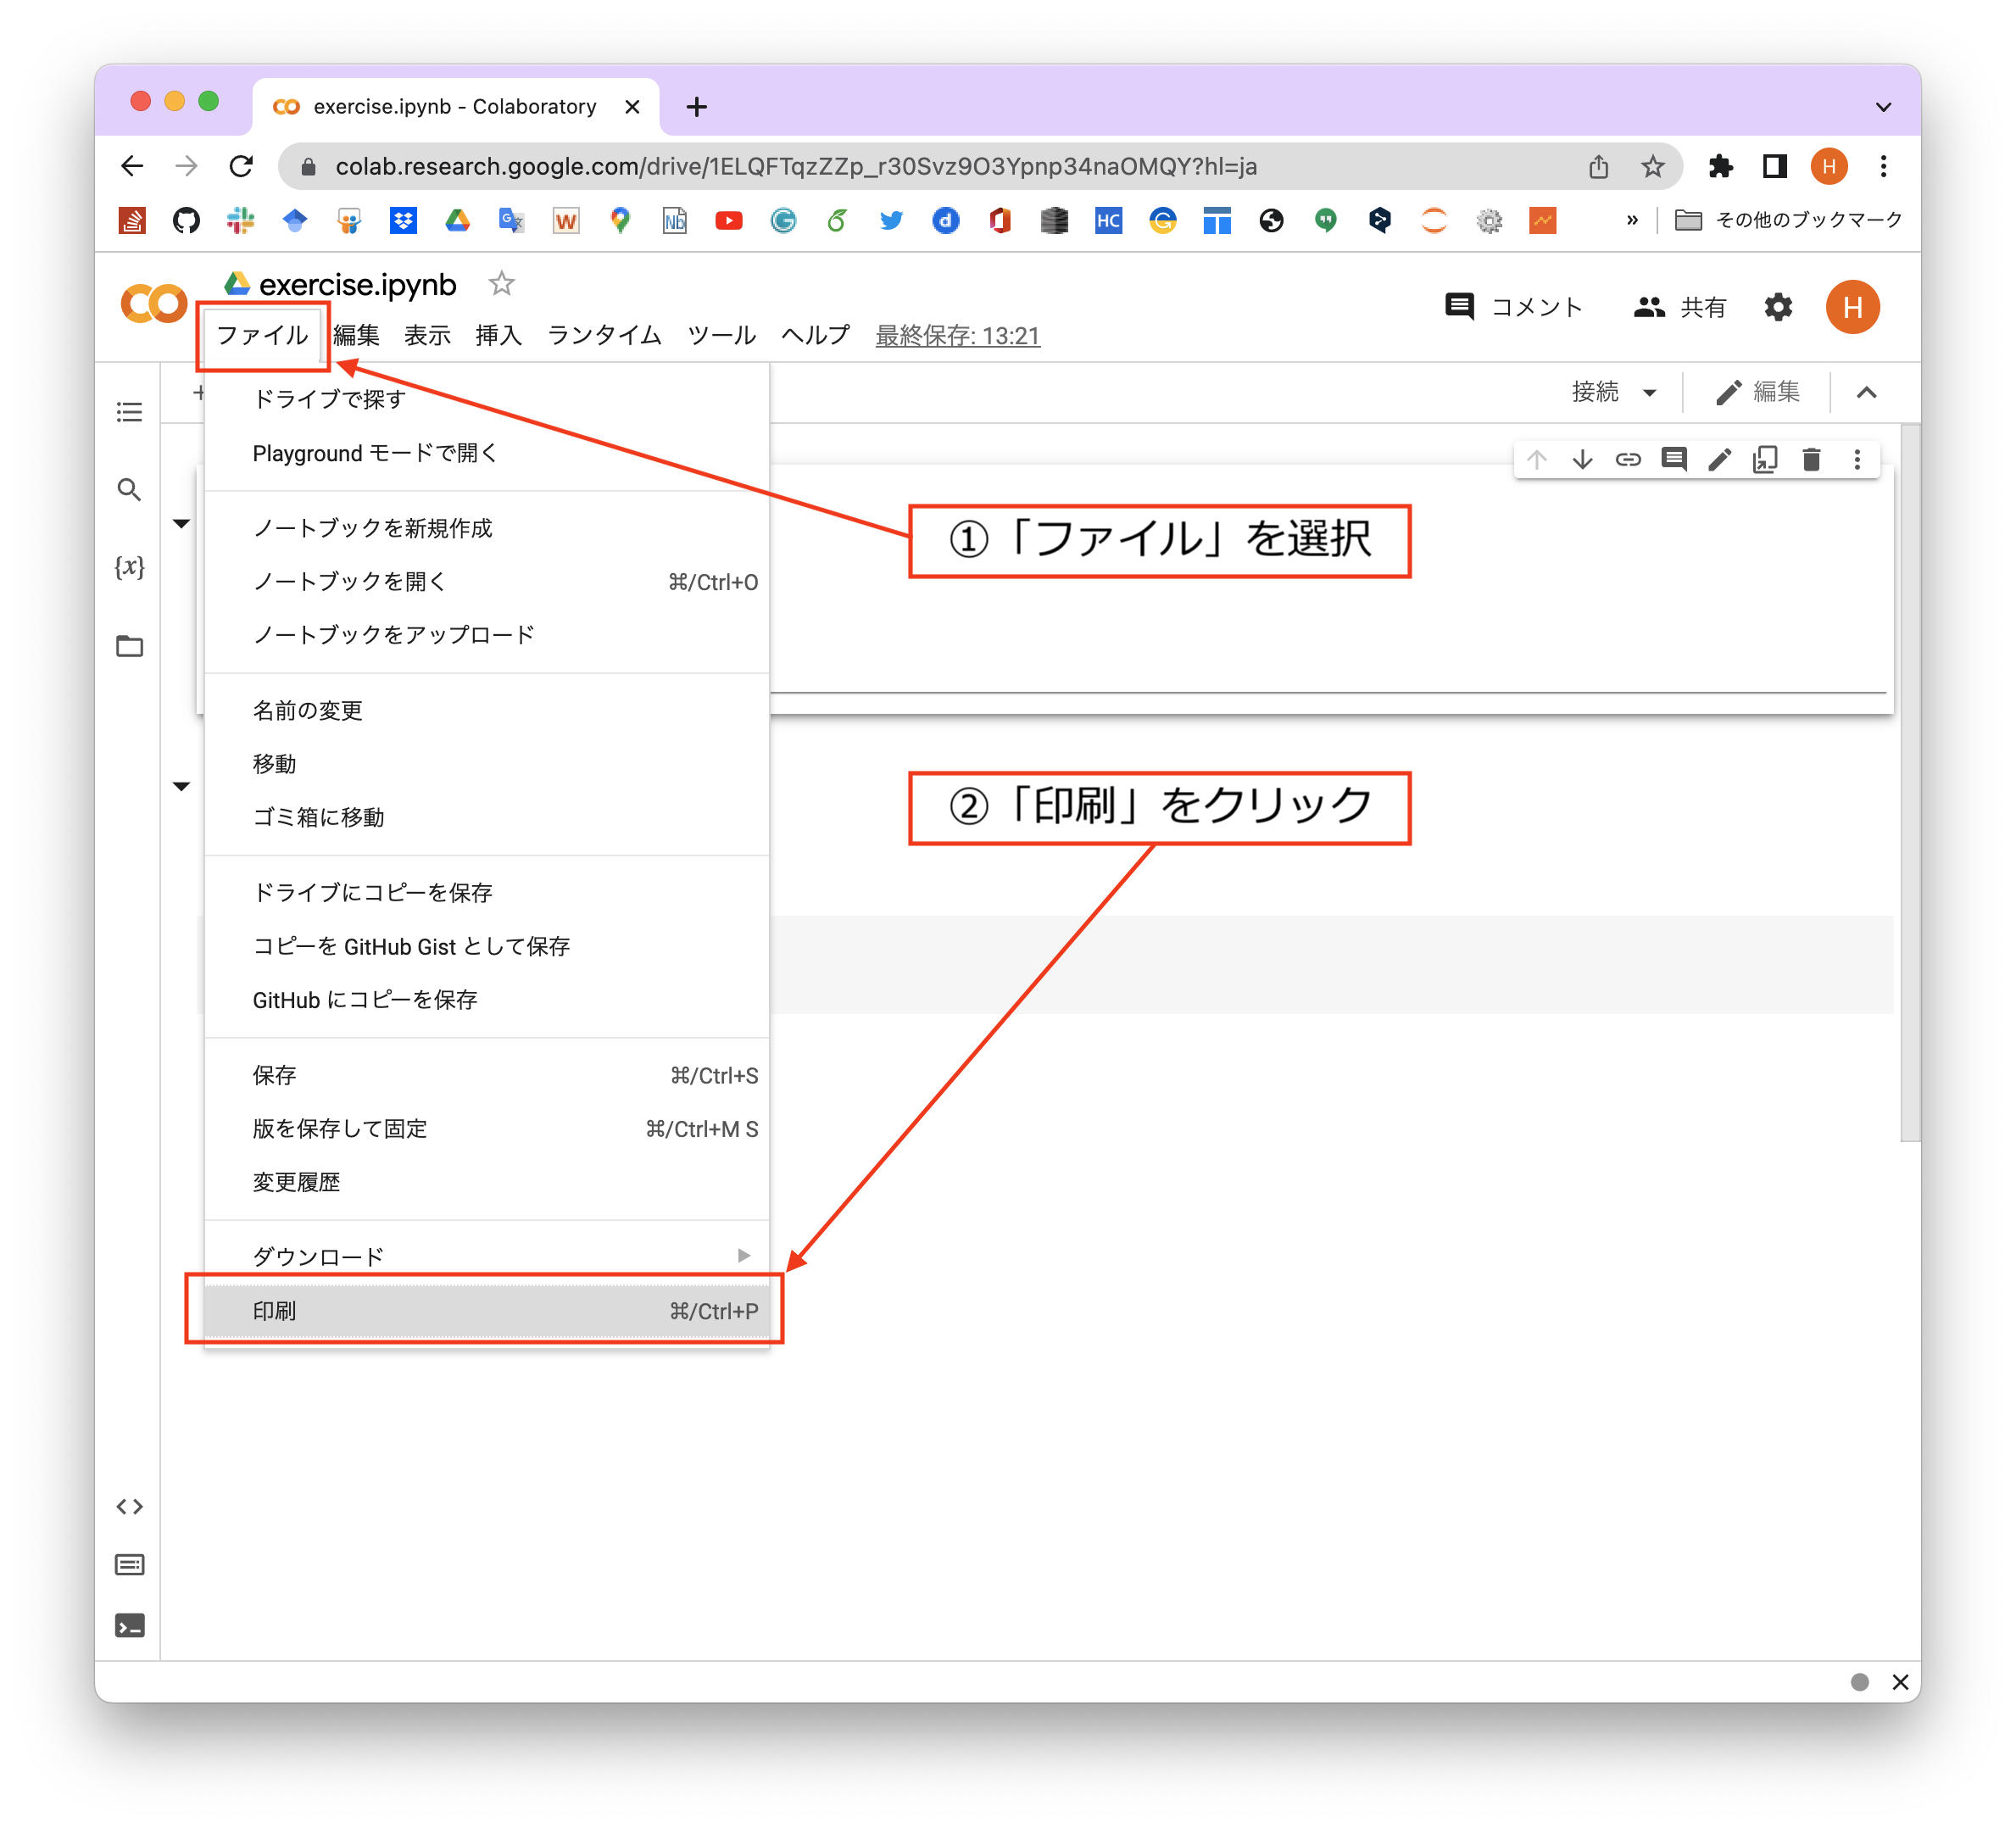 exercise.ipynb - Colaboratory
colab.research.google.com/drive/1ELQFTqzZZp_r30Svz9O3Ypnp34naOMQY?hl=ja
H
W
Nb
HC
» その他のブックマーク
exercise.ipynb
コメント 共有 H
ファイル 編集 表示 挿入 ランタイム ツール ヘルプ 最終保存: 13:21
接続 編集
ドライブで探す
Playground モードで開く
①「ファイル」を選択
ノートブックを新規作成
{x}
ノートブックを開く ⌘/Ctrl+O
ノートブックをアップロード
名前の変更
移動
②「印刷」をクリック
ゴミ箱に移動
ドライブにコピーを保存
コピーを GitHub Gist として保存
GitHub にコピーを保存
保存 ⌘/Ctrl+S
版を保存して固定 ⌘/Ctrl+M S
変更履歴
ダウンロード
印刷 ⌘/Ctrl+P